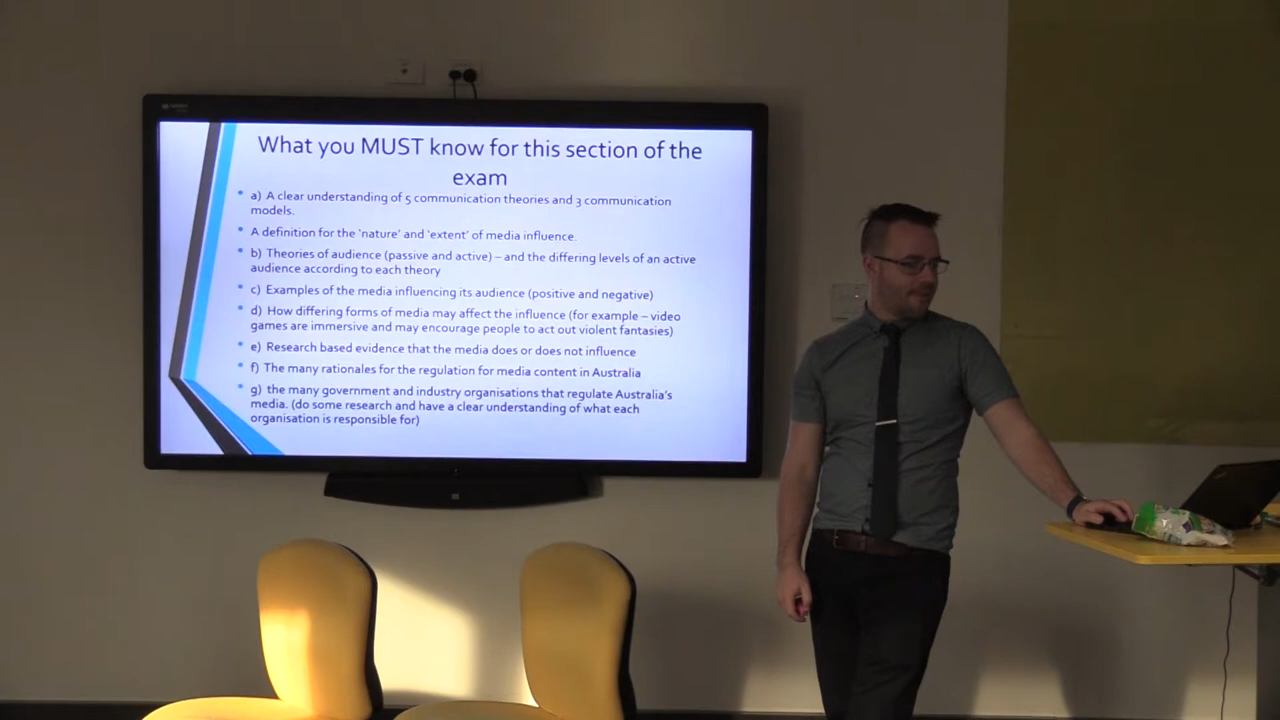 What you MUST know for this section of the
exam
a) A clear understanding of 5 communication theories and 3 communication
models.
A definition for the 'nature' and 'extent' of media influence.
b) Theories of audience (passive and active) – and the differing levels of an active
audience according to each theory
c) Examples of the media influencing its audience (positive and negative)
d) How differing forms of media may affect the influence (for example – video
games are immersive and may encourage people to act out violent fantasies)
e) Research based evidence that the media does or does not influence
f) The many rationales for the regulation for media content in Australia
g) the many government and industry organisations that regulate Australia's
media. (do some research and have a clear understanding of what each
organisation is responsible for)